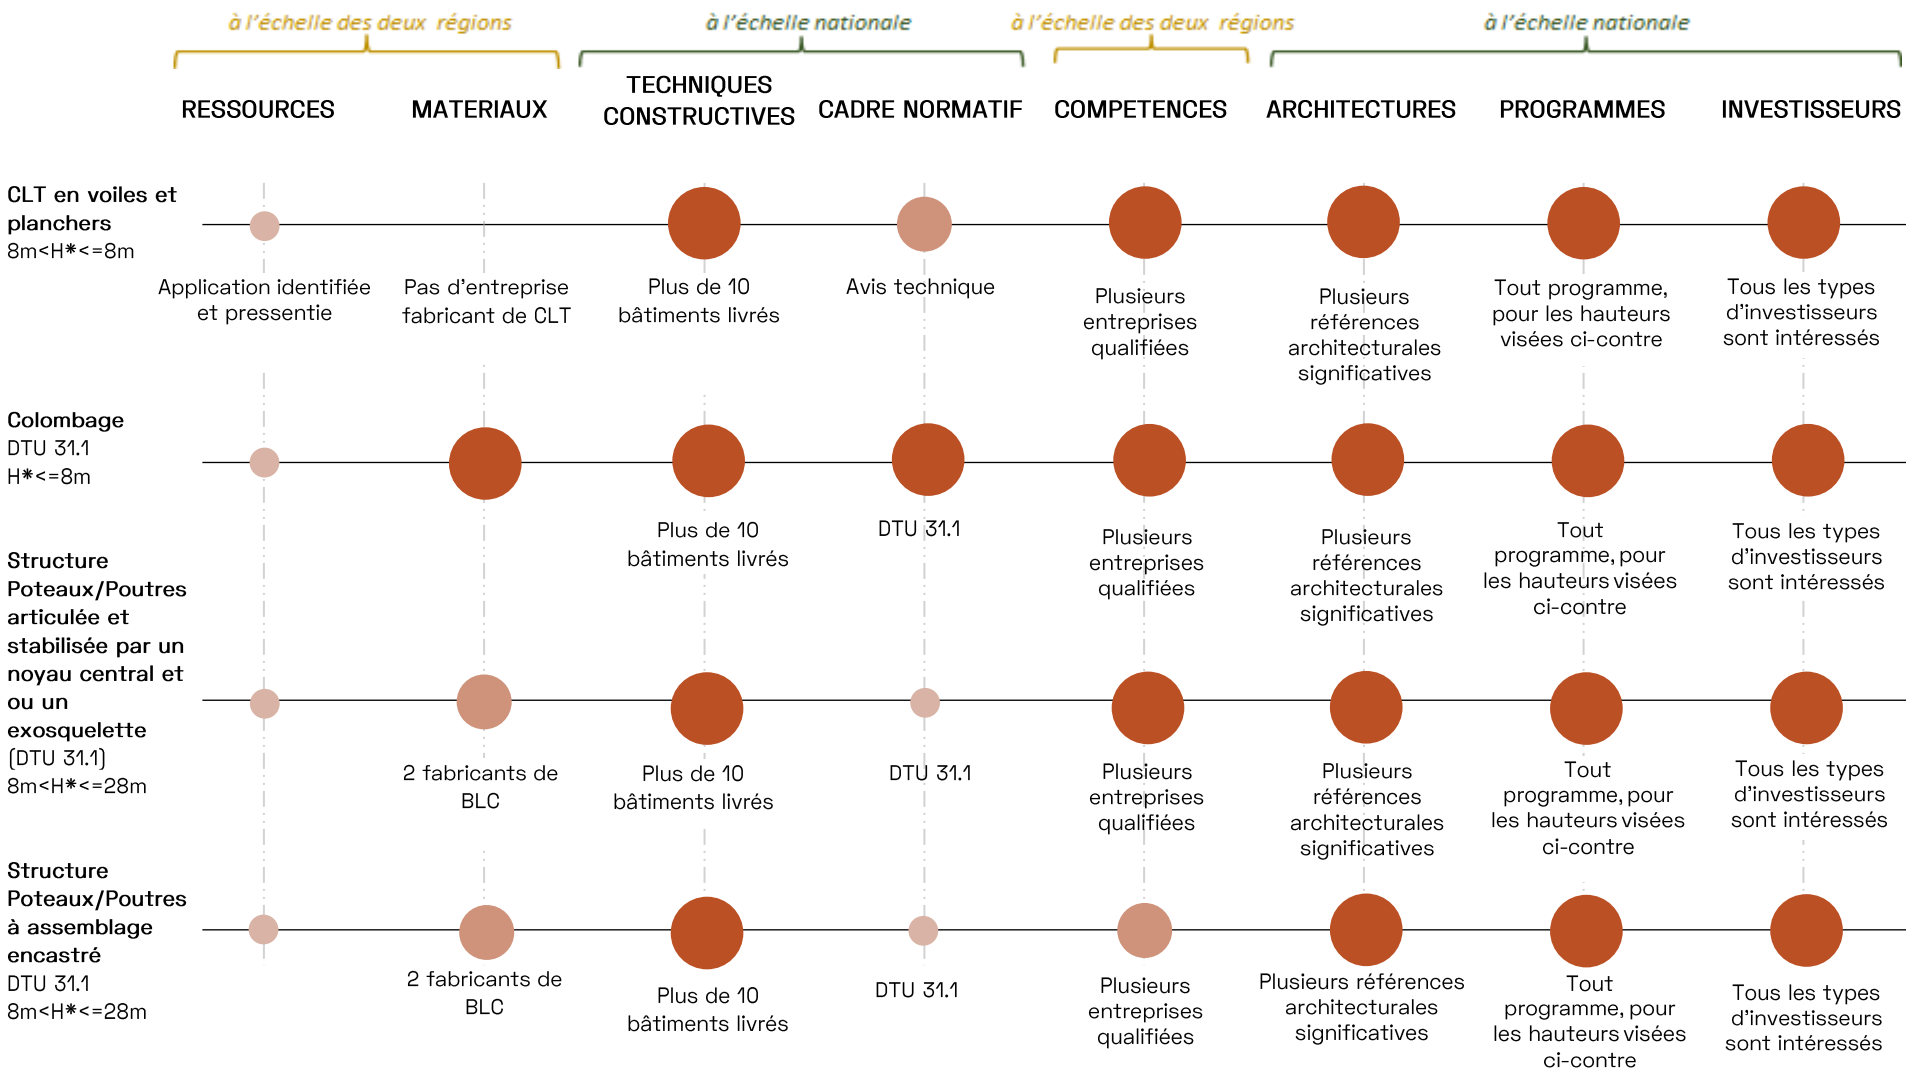 à l'échelle des deux régions
à l'échelle nationale
à l'échelle des deux régions
à l'échelle nationale
RESSOURCES
MATERIAUX
TECHNIQUES
CONSTRUCTIVES
CADRE NORMATIF
COMPETENCES
ARCHITECTURES
PROGRAMMES
INVESTISSEURS
CLT en voiles et
planchers
8m<H*<=8m
Application identifiée
et pressentie
Pas d'entreprise
fabricant de CLT
Plus de 10
bâtiments livrés
Avis technique
Plusieurs
entreprises
qualifiées
Plusieurs
références
architecturales
significatives
Tout programme,
pour les hauteurs
visées ci-contre
Tous les types
d'investisseurs
sont intéressés
Colombage
DTU 31.1
H*<=8m
Plus de 10
bâtiments livrés
DTU 31.1
Plusieurs
entreprises
qualifiées
Plusieurs
références
architecturales
significatives
Tout
programme, pour
les hauteurs visées
ci-contre
Tous les types
d'investisseurs
sont intéressés
Structure
Poteaux/Poutres
articulée et
stabilisée par un
noyau central et
ou un
exosquelette
(DTU 31.1)
8m<H*<=28m
2 fabricants de
BLC
Plus de 10
bâtiments livrés
DTU 31.1
Plusieurs
entreprises
qualifiées
Plusieurs
références
architecturales
significatives
Tout
programme, pour
les hauteurs visées
ci-contre
Tous les types
d'investisseurs
sont intéressés
Structure
Poteaux/Poutres
à assemblage
encastré
DTU 31.1
8m<H*<=28m
2 fabricants de
BLC
Plus de 10
bâtiments livrés
DTU 31.1
Plusieurs
entreprises
qualifiées
Plusieurs références
architecturales
significatives
Tout
programme, pour
les hauteurs visées
ci-contre
Tous les types
d'investisseurs
sont intéressés